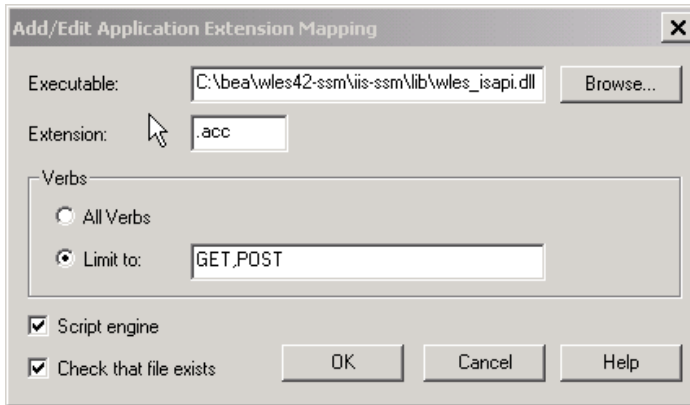 Add/Edit Application Extension Mapping
Executable: C:\bea\wles42-ssm\iis-ssm\lib\wles_isapi.dll Browse...
Extension: .acc
Verbs
All Verbs
Limit to: GET,POST
Script engine
Check that file exists OK Cancel Help